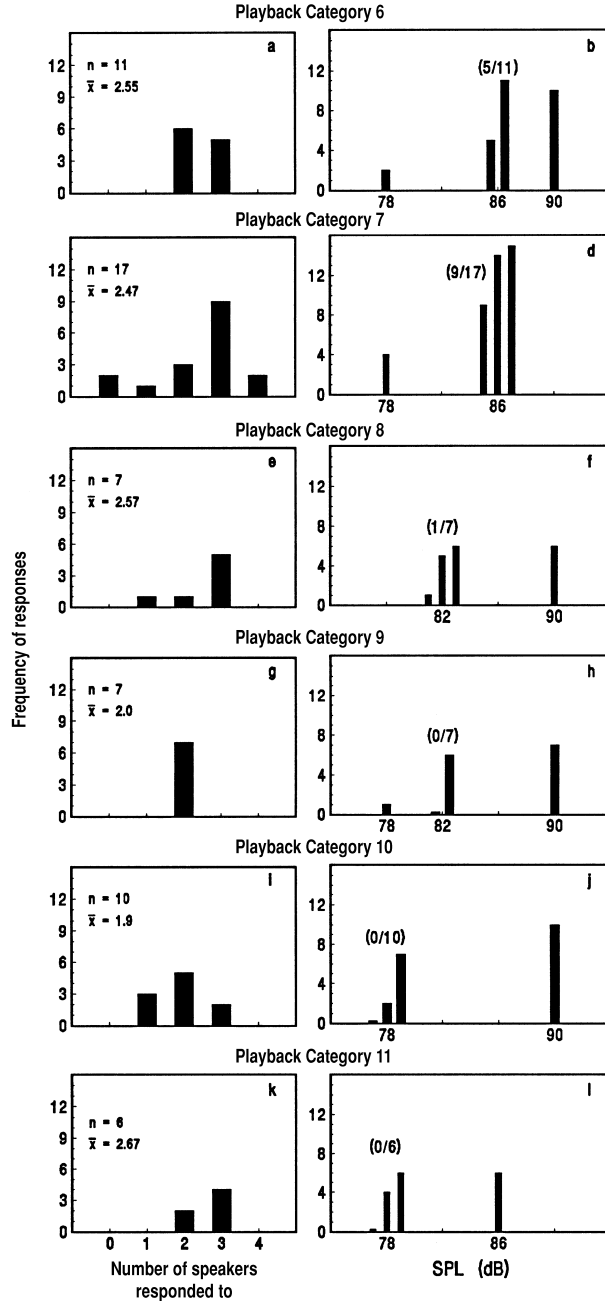 Playback Category 6
a
n = 11
x̄ = 2.55
12
9
6
3
0
b
(5/11)
12
8
4
0
78 86 90
Playback Category 7
n = 17
x̄ = 2.47
12
9
6
3
0
d
(9/17)
12
8
4
0
78 86
Playback Category 8
e
n = 7
x̄ = 2.57
12
9
6
3
0
f
(1/7)
12
8
4
0
82 90
Playback Category 9
g
n = 7
x̄ = 2.0
12
9
6
3
0
h
(0/7)
12
8
4
0
78 82 90
Playback Category 10
i
n = 10
x̄ = 1.9
12
9
6
3
0
j
(0/10)
12
8
4
0
78 90
Playback Category 11
k
n = 6
x̄ = 2.67
12
9
6
3
0
0 1 2 3 4
l
(0/6)
12
8
4
0
78 86
Frequency of responses
Number of speakers
responded to
SPL (dB)